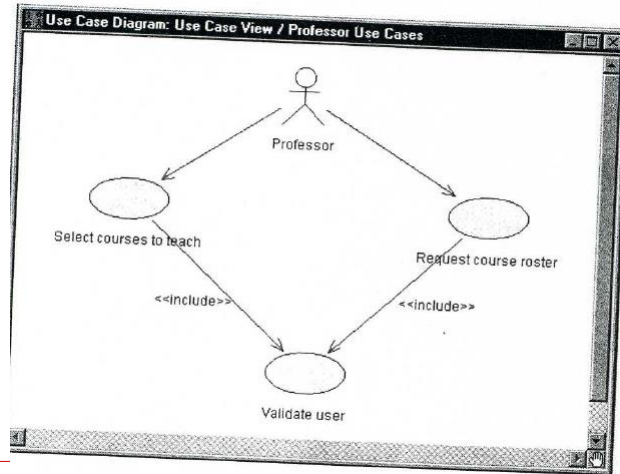 Use Case Diagram: Use Case View / Professor Use Cases
Professor
Select courses to teach
Request course roster
<<include>>
<<include>>
Validate user